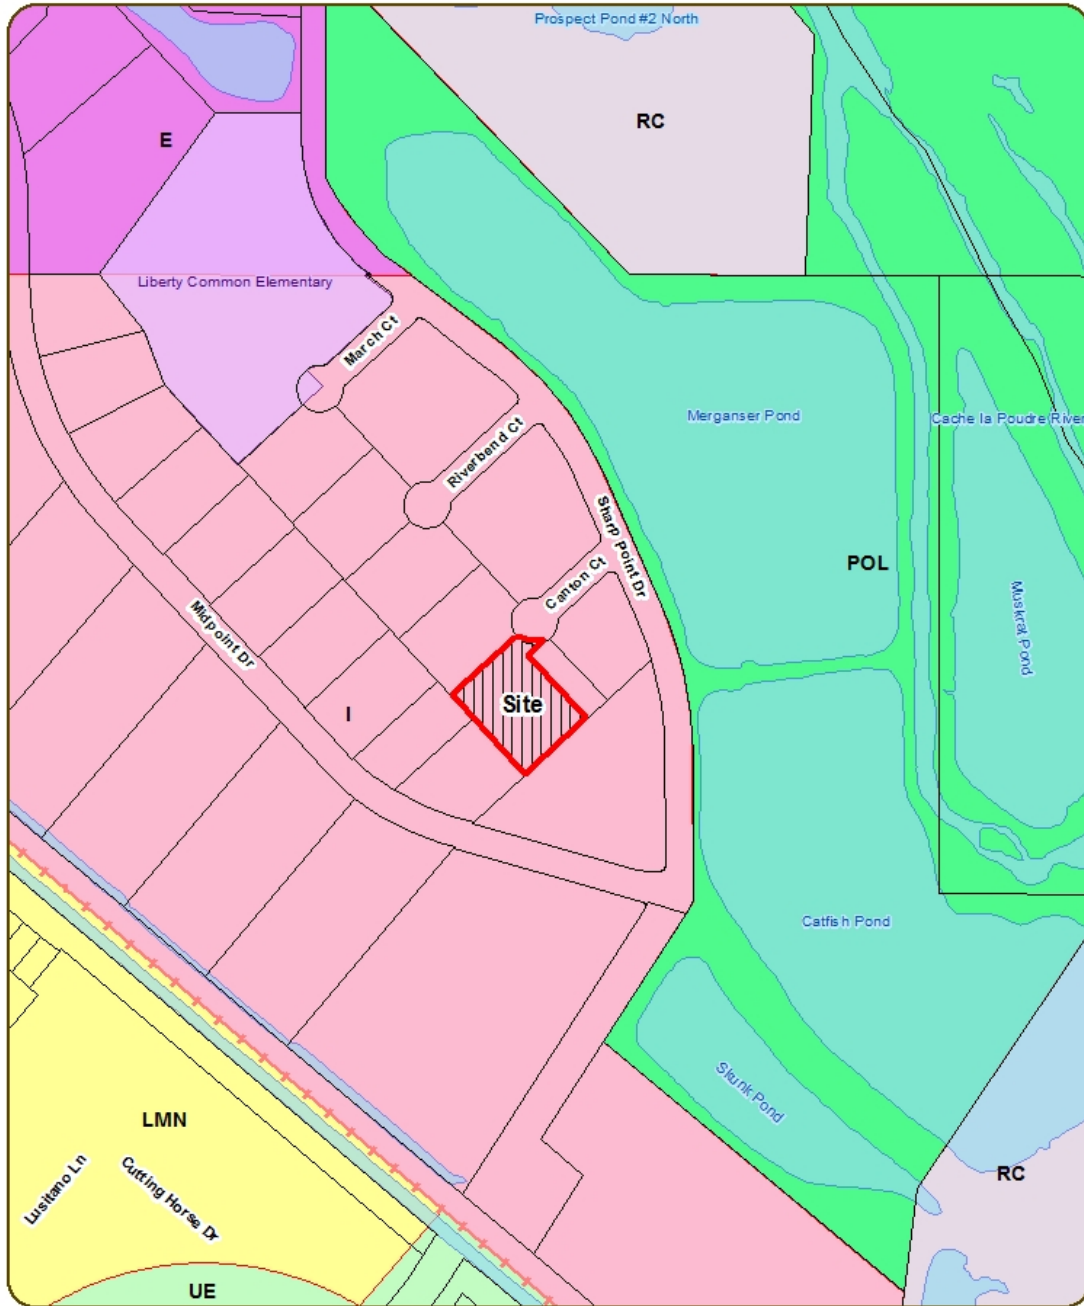 Prospect Pond #2 North
RC
E
Liberty Common Elementary
March Ct
Merganser Pond
Cache la Poudre River
Riverbend Ct
Sharp Point Dr
POL
Canton Ct
Muskrat Pond
Midpoint Dr
Site
I
Catfish Pond
Skunk Pond
LMN
RC
Lusitano Ln
Cutting Horse Dr
UE